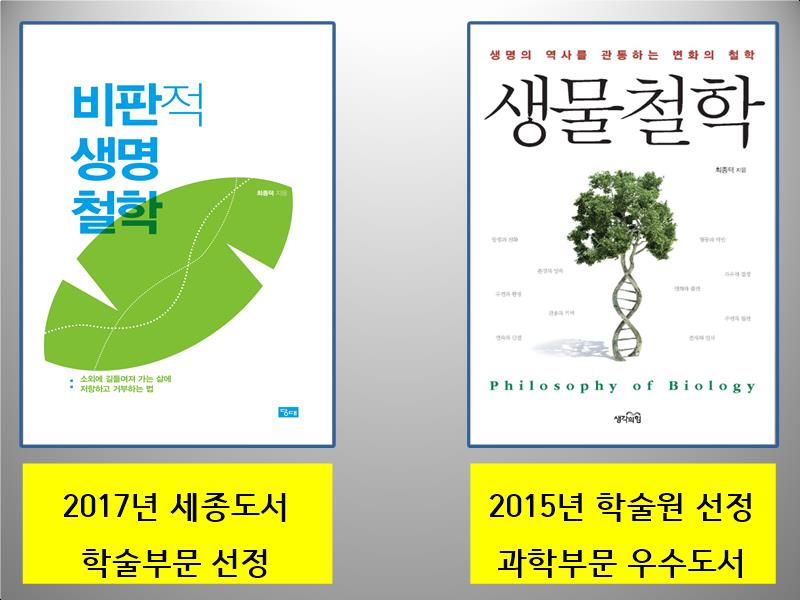 비판적
생명
철학
최종덕 지음
소외에 길들여져 가는 삶에
저항하고 거부하는 법
당대
2017년 세종도서
학술부문 선정
생명의 역사를 관통하는 변화의 철학
생물철학
최종덕 지음
Philosophy of Biology
생각의힘
2015년 학술원 선정
과학부문 우수도서